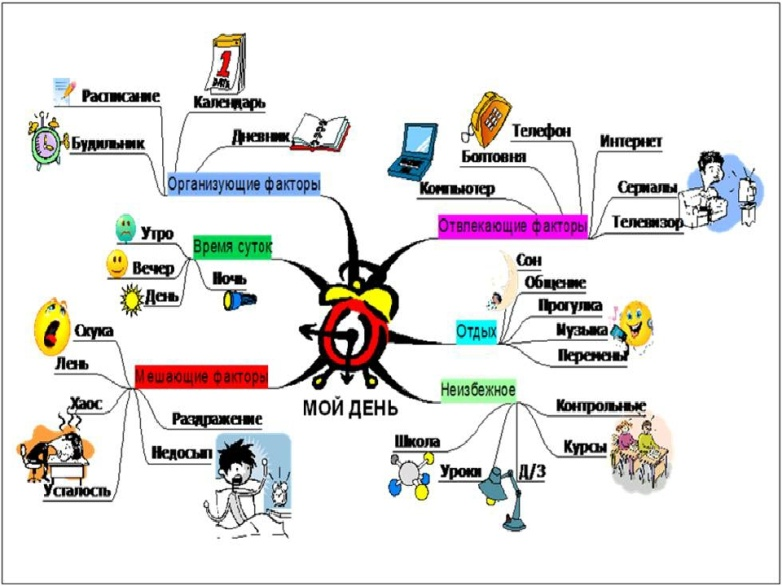 Расписание
Календарь
Будильник
Дневник
Организующие факторы
Телефон
Болтовня
Интернет
Компьютер
Сериалы
Телевизор
Отвлекающие факторы
Утро
Время суток
Вечер
Ночь
День
Сон
Общение
Прогулка
Отдых
Музыка
Перемены
Скука
Лень
Мешающие факторы
Хаос
Раздражение
Недосып
Усталость
МОЙ ДЕНЬ
Неизбежное
Контрольные
Школа
Курсы
Уроки
Д/З
1